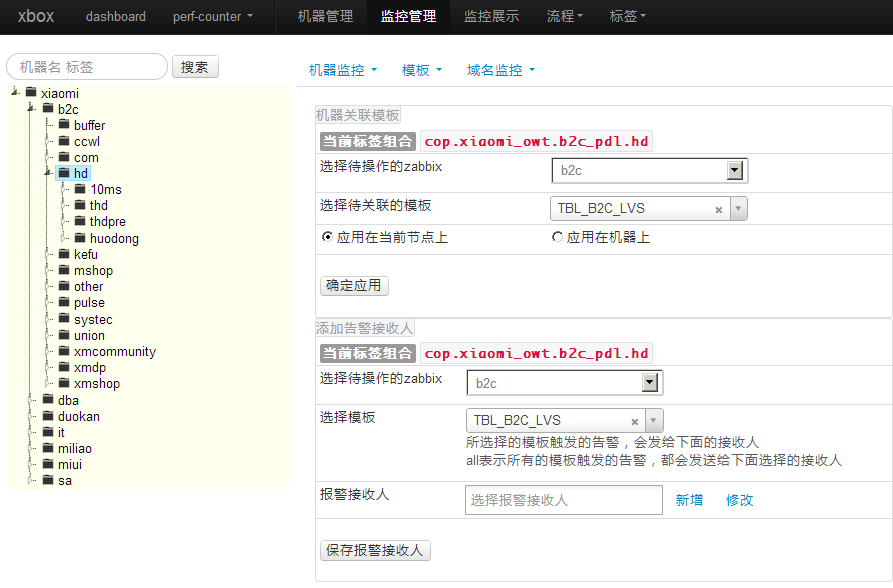 xbox dashboard perf-counter 机器管理 监控管理 监控展示 流程 标签
机器名 标签 搜索
机器监控 模板 域名监控
xiaomi
b2c
buffer
ccwl
com
hd
10ms
thd
thdpre
huodong
kefu
mshop
other
pulse
systec
union
xmcommunity
xmdp
xmshop
dba
duokan
it
miliao
miui
sa
机器关联模板
当前标签组合 cop.xiaomi_owt.b2c_pdl.hd
选择待操作的zabbix b2c
选择待关联的模板 TBL_B2C_LVS
应用在当前节点上 应用在机器上
确定应用
添加告警接收人
当前标签组合 cop.xiaomi_owt.b2c_pdl.hd
选择待操作的zabbix b2c
选择模板 TBL_B2C_LVS
所选择的模板触发的告警，会发给下面的接收人
all表示所有的模板触发的告警，都会发送给下面选择的接收人
报警接收人 选择报警接收人 新增 修改
保存报警接收人